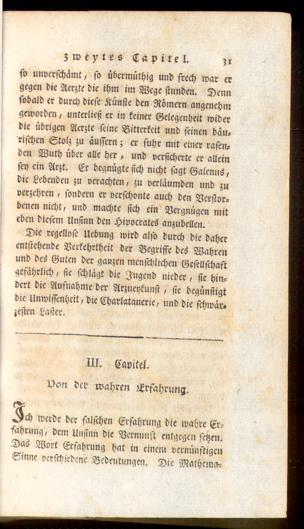 zweytes Capitel. 31
so unverschämt, so übermüthig und frech war er
gegen die Aerzte die ihm im Wege stunden. Denn
sobald er durch diese Künste den Römern angenehm
geworden, unterließ er in keiner Gelegenheit wider
die übrigen Aerzte seine Bitterkeit und seinen bäu-
rischen Stolz zu äussern; er fuhr mit einer rasen-
den Wuth über alle her, und versicherte er allein
sey ein Arzt. Er begnügte sich nicht sagt Galenus,
die Lebenden zu verachten, zu verläumden und zu
verzehren, sondern er verschonte auch den Verstor-
benen nicht, und machte sich ein Vergnügen mit
eben diesem Unsinn den Hipocrates anzubellen.
Die regellose Uebung wird also durch die daher
entstehende Verkehrtheit der Begriffe des Wahren
und des Guten der ganzen menschlichen Gesellschaft
gefährlich, sie schlägt die Jugend nieder, sie hin-
dert die Aufnahme der Arzneykunst, sie begünstigt
die Unwissenheit, die Charlatanerie, und die schwär-
zesten Laster.
III. Capitel.
Von der wahren Erfahrung.
Ich werde der falschen Erfahrung die wahre Er-
fahrung, dem Unsinn die Vernunft entgegen setzen.
Das Wort Erfahrung hat in einem vernünftigen
Sinne verschiedene Bedeutungen. Die Mathema-